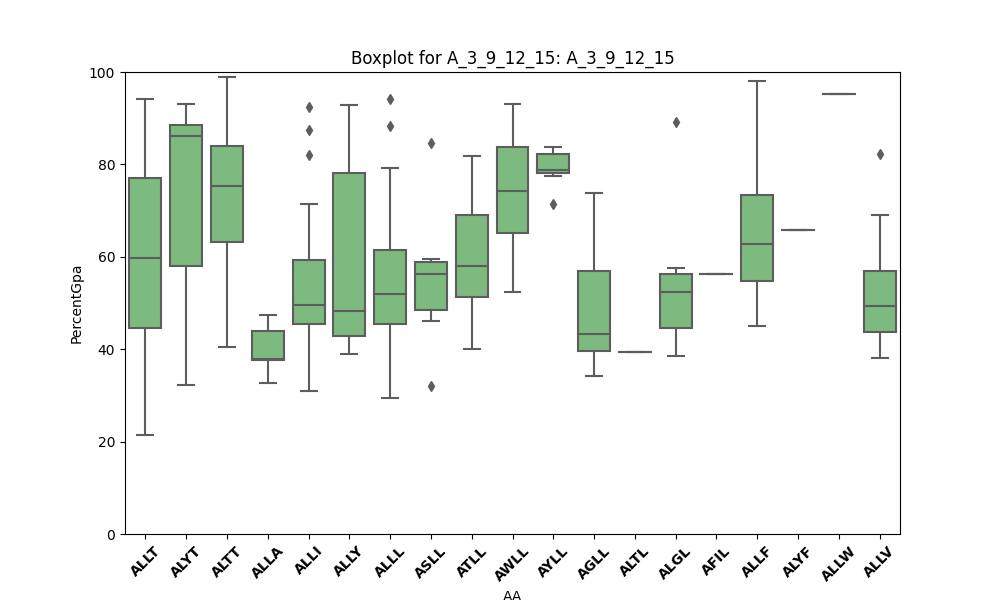 Boxplot for A_3_9_12_15: A_3_9_12_15
PercentGpa
100
80
60
40
20
0
ALLT ALYT ALTT ALLA ALLI ALLY ALLL ASLL ATLL AWLL AYLL AGLL ALTL ALGL AFIL ALLF ALYF ALLW ALLV
AA